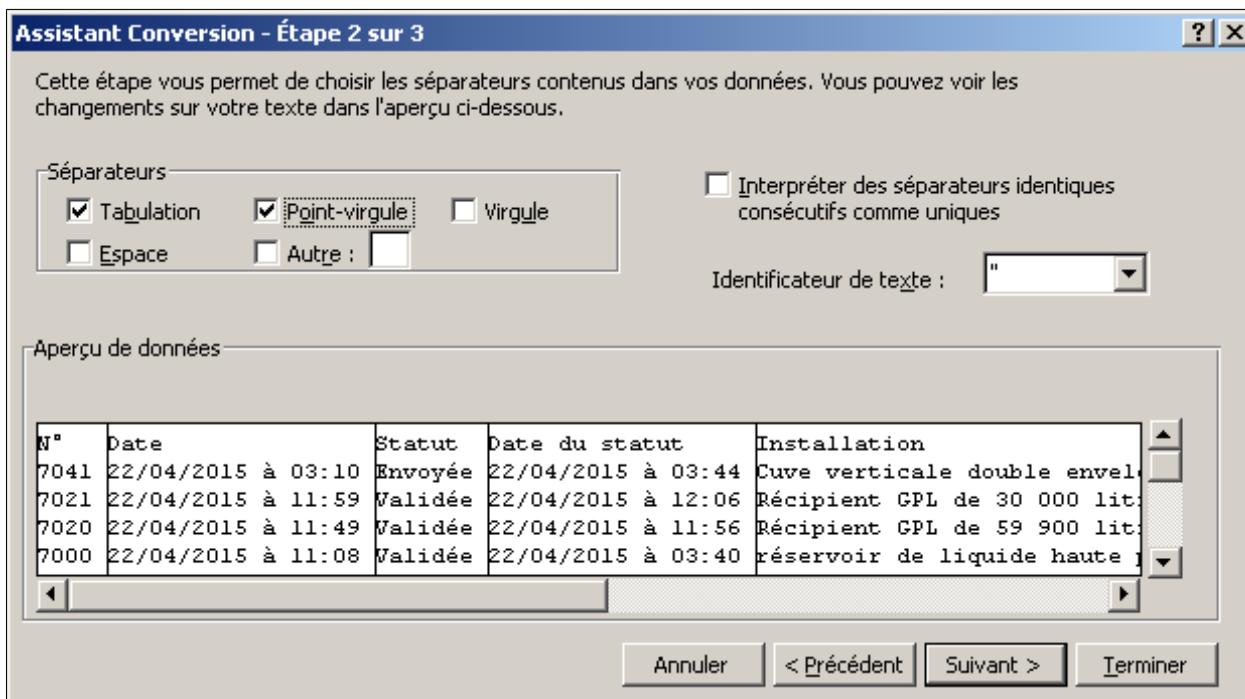 Assistant Conversion - Étape 2 sur 3
Cette étape vous permet de choisir les séparateurs contenus dans vos données. Vous pouvez voir les
changements sur votre texte dans l'aperçu ci-dessous.
Séparateurs
Tabulation Point-virgule Virgule
Espace Autre :
Interpréter des séparateurs identiques
consécutifs comme uniques
Identificateur de texte : "
Aperçu de données
N° Date Statut Date du statut Installation
7041 22/04/2015 à 03:10 Envoyée 22/04/2015 à 03:44 Cuve verticale double envel
7021 22/04/2015 à 11:59 Validée 22/04/2015 à 12:06 Récipient GPL de 30 000 lit
7020 22/04/2015 à 11:49 Validée 22/04/2015 à 11:56 Récipient GPL de 59 900 lit
7000 22/04/2015 à 11:08 Validée 22/04/2015 à 03:40 réservoir de liquide haute
Annuler < Précédent Suivant > Terminer